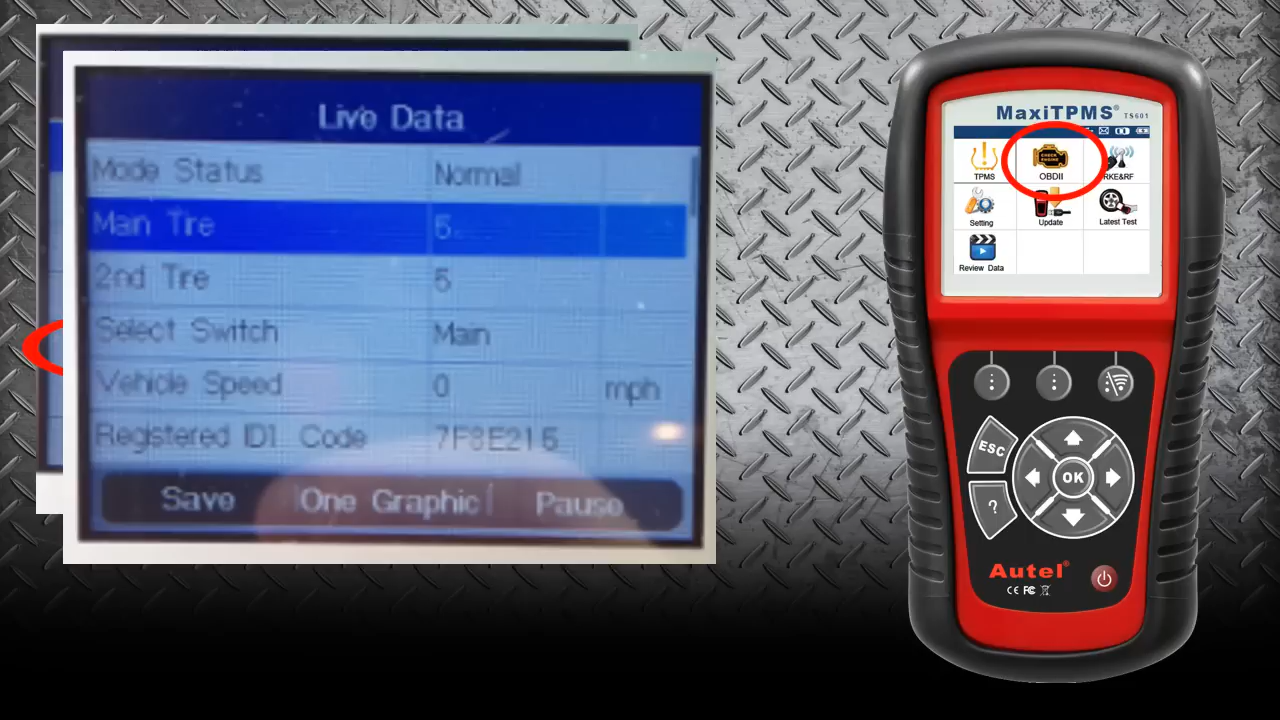 Live Data
Mode Status Normal
Main Tire 5
2nd Tire 5
Select Switch Main
Vehicle Speed 0 mph
Registered ID1 Code 7F8E215
Save One Graphic Pause
MaxiTPMS® TS601
TPMS OBDII RKE&RF
Setting Update Latest Test
Review Data
ESC
OK
?
Autel®
CE FC